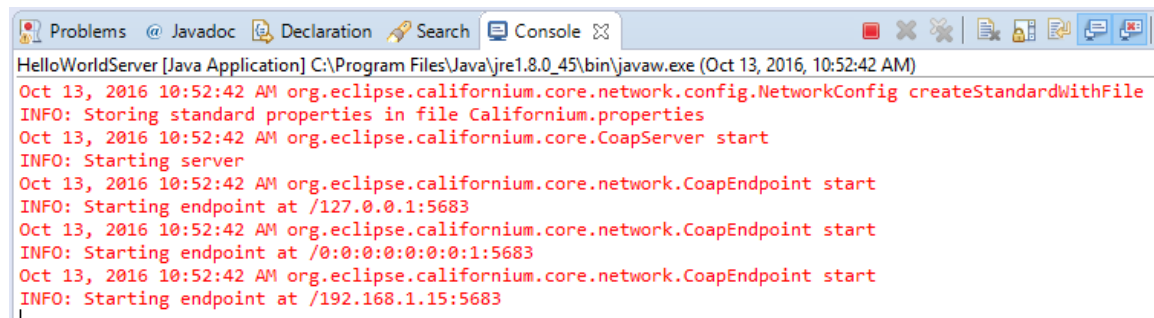 Problems @ Javadoc Declaration Search Console
HelloWorldServer [Java Application] C:\Program Files\Java\jre1.8.0_45\bin\javaw.exe (Oct 13, 2016, 10:52:42 AM)
Oct 13, 2016 10:52:42 AM org.eclipse.californium.core.network.config.NetworkConfig createStandardWithFile
INFO: Storing standard properties in file Californium.properties
Oct 13, 2016 10:52:42 AM org.eclipse.californium.core.CoapServer start
INFO: Starting server
Oct 13, 2016 10:52:42 AM org.eclipse.californium.core.network.CoapEndpoint start
INFO: Starting endpoint at /127.0.0.1:5683
Oct 13, 2016 10:52:42 AM org.eclipse.californium.core.network.CoapEndpoint start
INFO: Starting endpoint at /0:0:0:0:0:0:0:1:5683
Oct 13, 2016 10:52:42 AM org.eclipse.californium.core.network.CoapEndpoint start
INFO: Starting endpoint at /192.168.1.15:5683